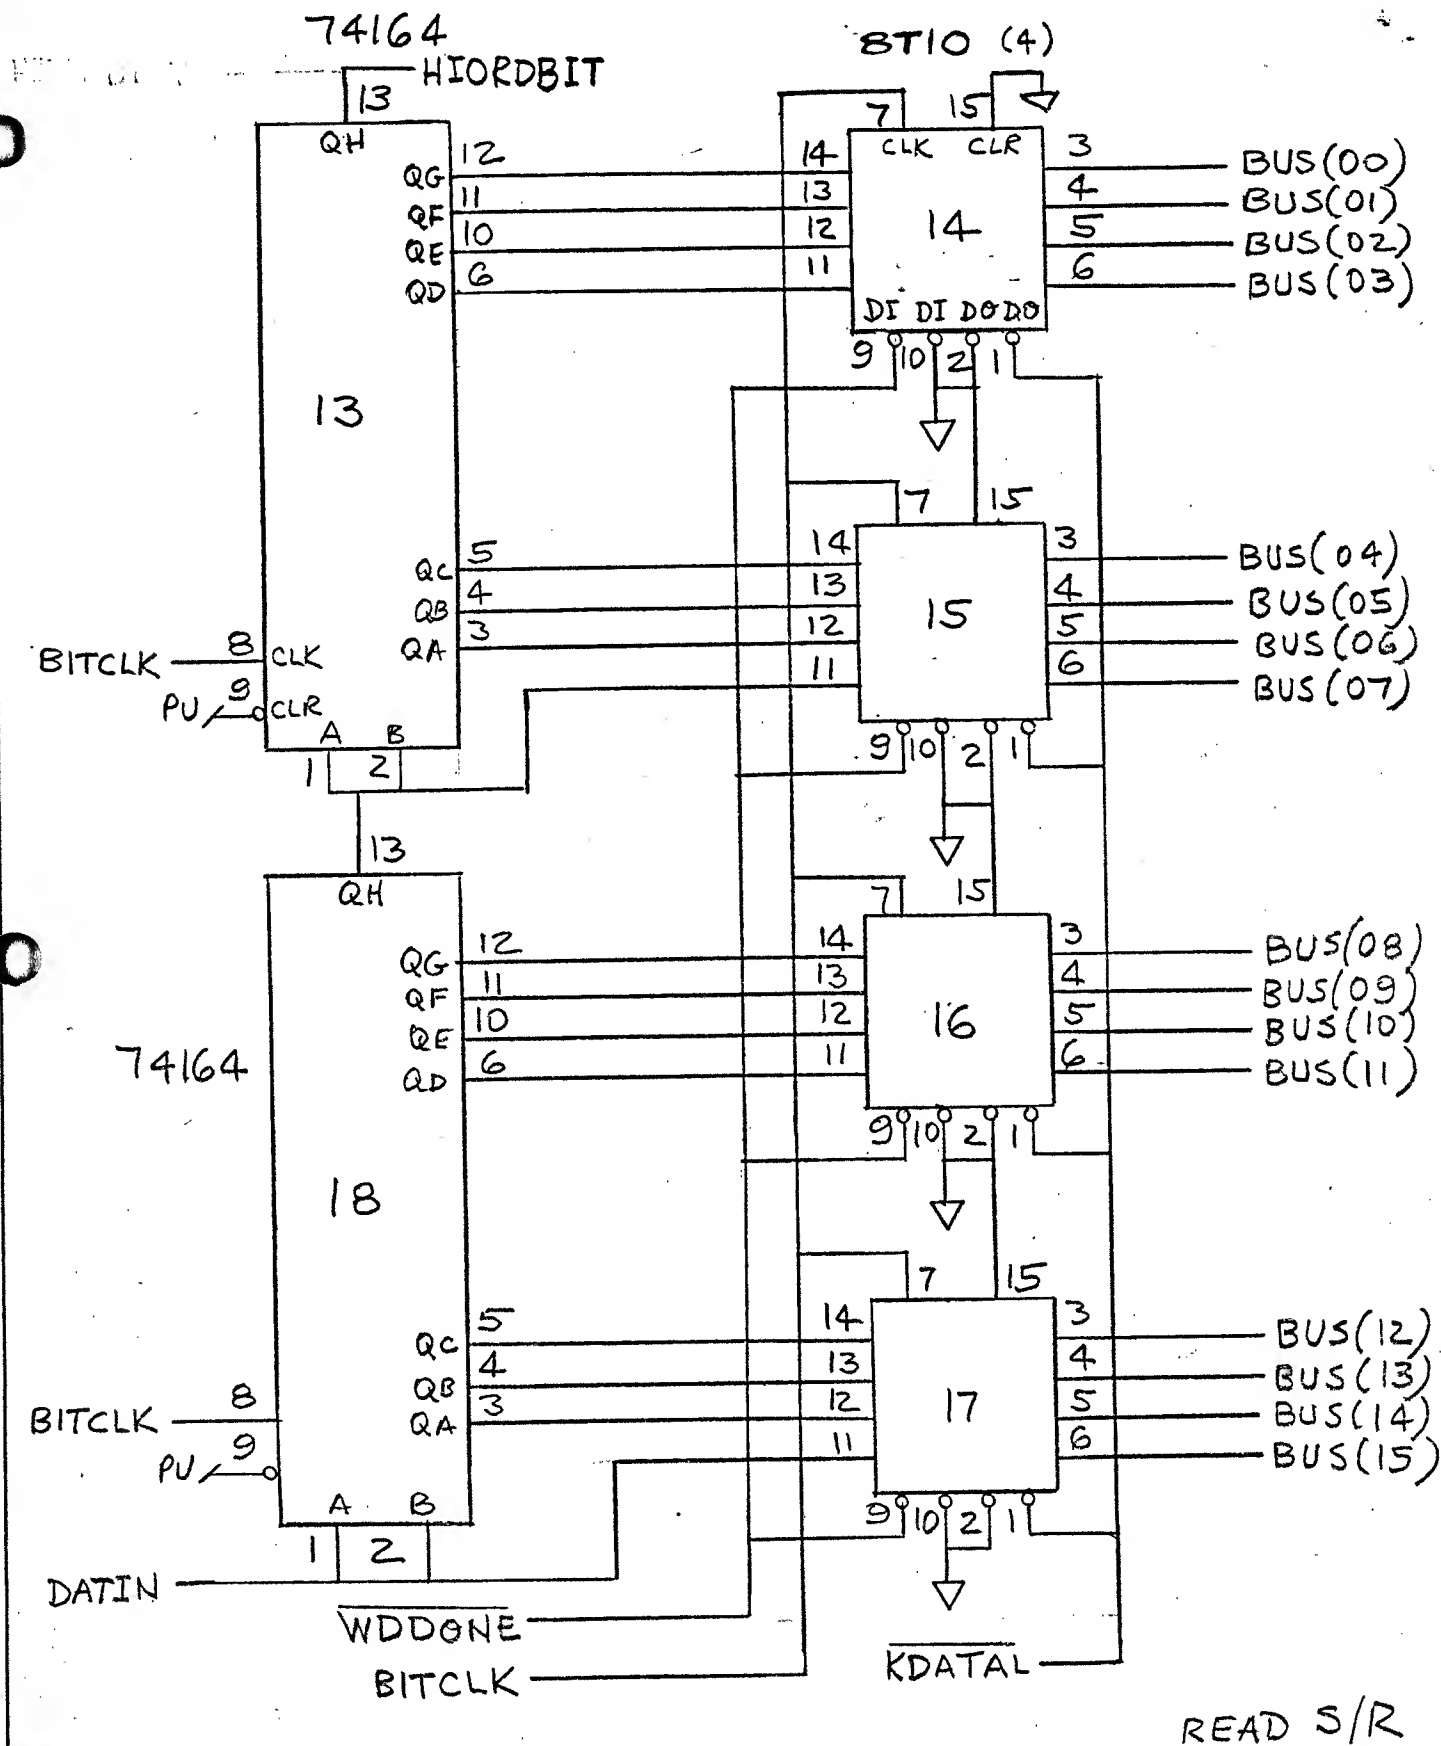 74164
8T10 (4)
HIORDBIT
13
7
15
QH
CLK CLR
QG 12
14
3 BUS(00)
QF 11
13
4 BUS(01)
QE 10
12
14
5 BUS(02)
QD 6
11
6 BUS(03)
DI DI DO DO
9 10 2 1
13
7 15
QC 5
14
3 BUS(04)
QB 4
13
15
4 BUS(05)
QA 3
12
5 BUS(06)
BITCLK 8 CLK
11
6 BUS(07)
PU 9 CLR
A B
1 2
9 10 2 1
13
QH
7 15
QG 12
14
3 BUS(08)
QF 11
13
4 BUS(09)
QE 10
12
16
5 BUS(10)
74164
QD 6
11
6 BUS(11)
9 10 2 1
18
7 15
QC 5
14
3 BUS(12)
QB 4
13
4 BUS(13)
QA 3
12
17
5 BUS(14)
BITCLK 8
11
6 BUS(15)
PU 9
A B
1 2
9 10 2 1
DATIN
WDDONE
BITCLK
KDATAL
READ S/R